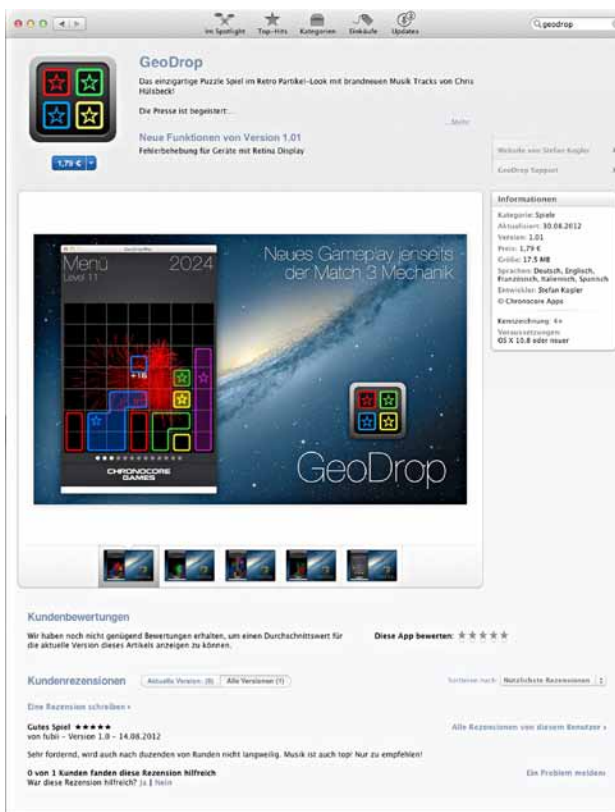 Im Spotlight Top-Hits Kategorien Einkäufe Updates
geodrop
GeoDrop
Das einzigartige Puzzle Spiel im Retro Partikel-Look mit brandneuen Musik Tracks von Chris
Hülsbeck!
Die Presse ist begeistert:...
...Mehr
Neue Funktionen von Version 1.01
Fehlerbehebung für Geräte mit Retina Display
1,79 €
Website von Stefan Kagler
GeoDrop Support
Informationen
Kategorie: Spiele
Aktualisiert: 30.08.2012
Version: 1.01
Preis: 1,79 €
Größe: 17.5 MB
Sprachen: Deutsch, Englisch,
Französisch, Italienisch, Spanisch
Entwickler: Stefan Kagler
© Chronocore Apps
Kennzeichnung: 4+
Voraussetzungen:
OS X 10.8 oder neuer
Menü 2024
Level 11
+16
CHRONOCORE
GAMES
Neues Gameplay jenseits
der Match 3 Mechanik
GeoDrop
Kundenbewertungen
Wir haben noch nicht genügend Bewertungen erhalten, um einen Durchschnittswert für
die aktuelle Version dieses Artikels anzeigen zu können.
Diese App bewerten:
Kundenrezensionen
Aktuelle Version: (0) Alle Versionen (1)
Sortieren nach: Nützlichste Rezensionen
Eine Rezension schreiben ›
Gutes Spiel ★★★★★
von fubii - Version 1.0 - 14.08.2012
Alle Rezensionen von diesem Benutzer ›
Sehr fordernd, wird auch nach duzenden von Runden nicht langweilig. Musik ist auch top! Nur zu empfehlen!
0 von 1 Kunden fanden diese Rezension hilfreich
War diese Rezension hilfreich? Ja | Nein
Ein Problem melden